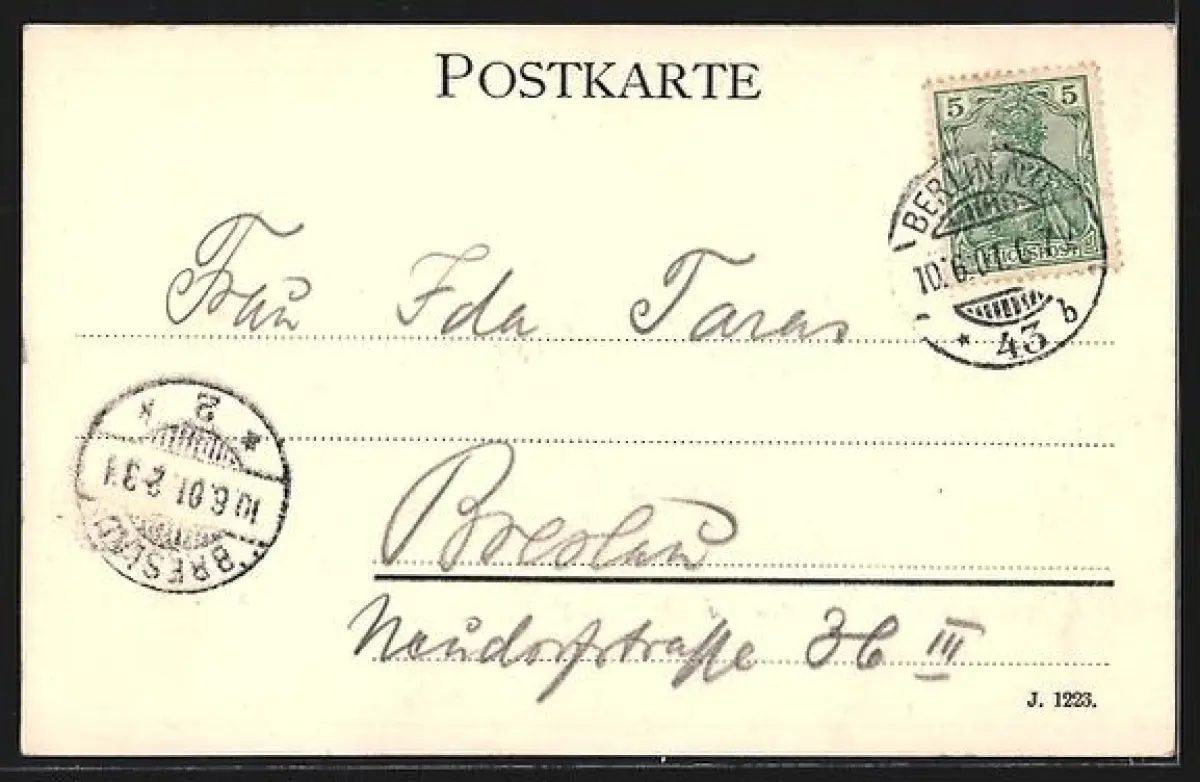 POSTKARTE
5 5
REICHSPOST
BERLIN N.W.
10.6.01.
* 43 b
Frau Ida Taras
Breslau
Neudorfstraße 36 III
* 2 k
10.6.01.
BRESLAU
J. 1223.